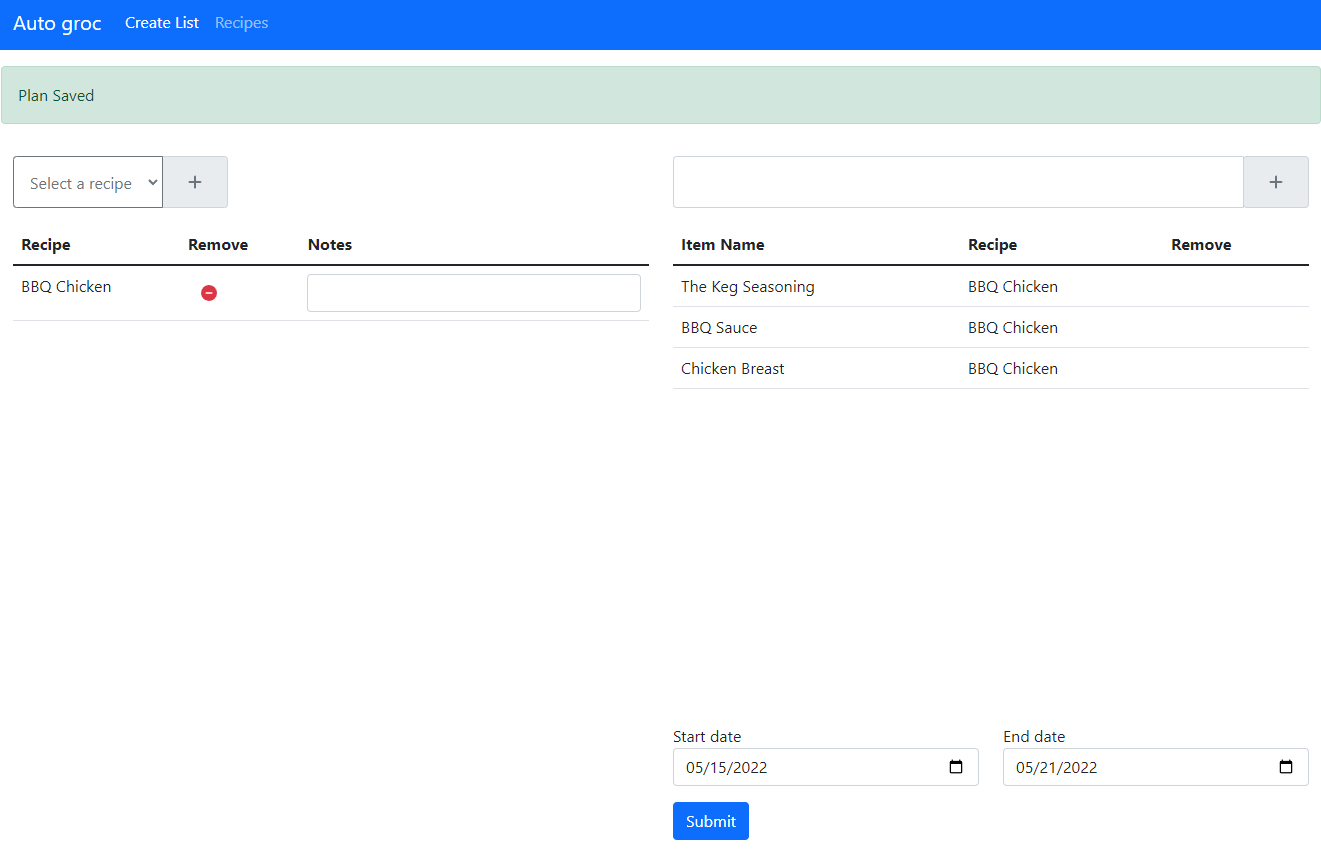 Auto groc Create List Recipes
Plan Saved
Select a recipe
Recipe Remove Notes
BBQ Chicken
Item Name Recipe Remove
The Keg Seasoning BBQ Chicken
BBQ Sauce BBQ Chicken
Chicken Breast BBQ Chicken
Start date End date
05/15/2022 05/21/2022
Submit